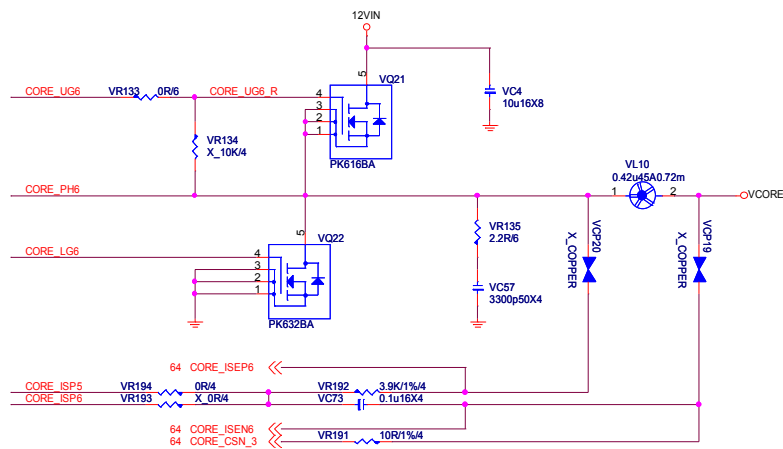 12VIN
CORE_UG6 VR133 0R/6 CORE_UG6_R
5 VQ21
4
3
2
1
VC4
10u16X8
VR134
X_10K/4
PK616BA
VL10
0.42u45A0.72m
CORE_PH6 1 2 VCORE
VR135
2.2R/6
VCP20
X_COPPER
VCP19
X_COPPER
5 VQ22
CORE_LG6 4
3
2
1
VC57
3300p50X4
PK632BA
64 CORE_ISEP6
CORE_ISP5 VR194 0R/4 VR192 3.9K/1%/4
CORE_ISP6 VR193 X_0R/4 VC73 0.1u16X4
64 CORE_ISEN6
64 CORE_CSN_3 VR191 10R/1%/4